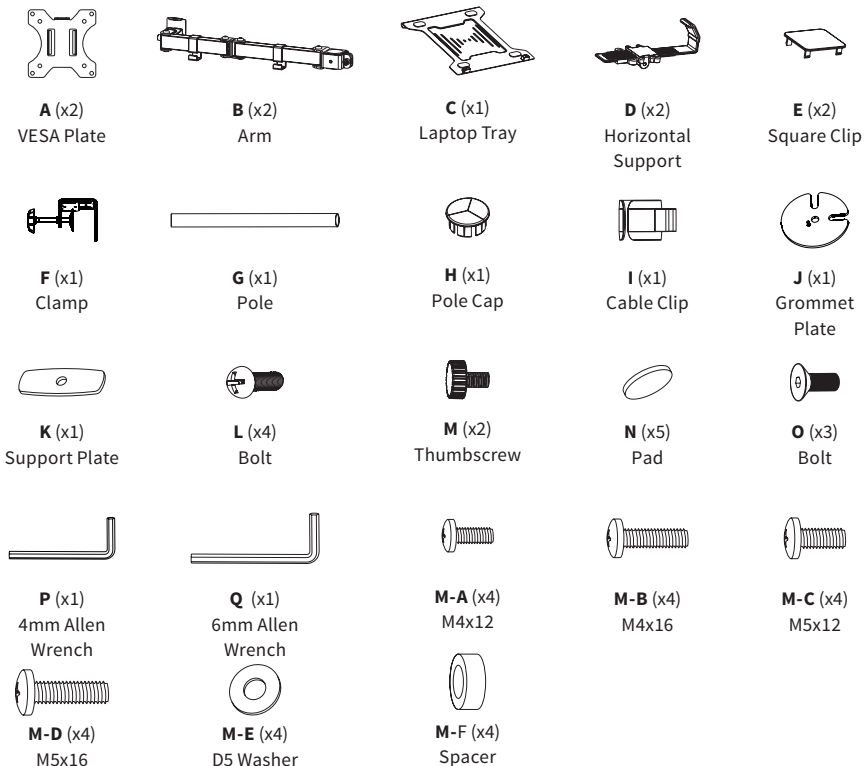 A (x2)
VESA Plate
B (x2)
Arm
C (x1)
Laptop Tray
D (x2)
Horizontal
Support
E (x2)
Square Clip
F (x1)
Clamp
G (x1)
Pole
H (x1)
Pole Cap
I (x1)
Cable Clip
J (x1)
Grommet
Plate
K (x1)
Support Plate
L (x4)
Bolt
M (x2)
Thumbscrew
N (x5)
Pad
O (x3)
Bolt
P (x1)
4mm Allen
Wrench
Q (x1)
6mm Allen
Wrench
M-A (x4)
M4x12
M-B (x4)
M4x16
M-C (x4)
M5x12
M-D (x4)
M5x16
M-E (x4)
D5 Washer
M-F (x4)
Spacer